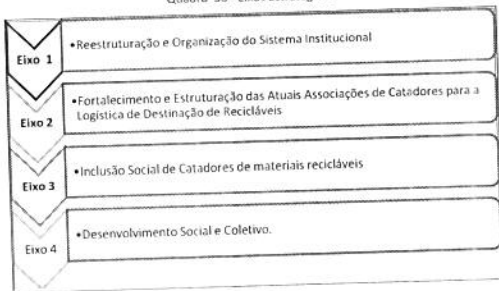 Eixo 1
•Reestruturação e Organização do Sistema Institucional
Eixo 2
•Fortalecimento e Estruturação das Atuais Associações de Catadores para a
Logística de Destinação de Recicláveis
Eixo 3
•Inclusão Social de Catadores de materiais recicláveis
Eixo 4
•Desenvolvimento Social e Coletivo.